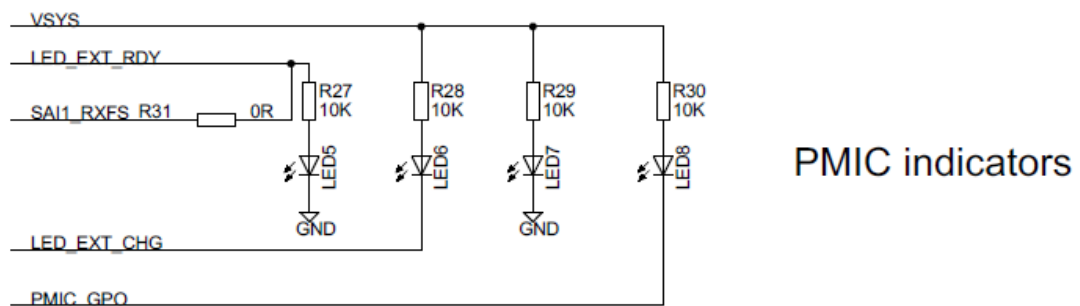 VSYS
LED_EXT_RDY
SAI1_RXFS R31 0R
R27
10K
R28
10K
R29
10K
R30
10K
LED5
LED6
LED7
LED8
PMIC indicators
GND
GND
LED_EXT_CHG
PMIC_GPO